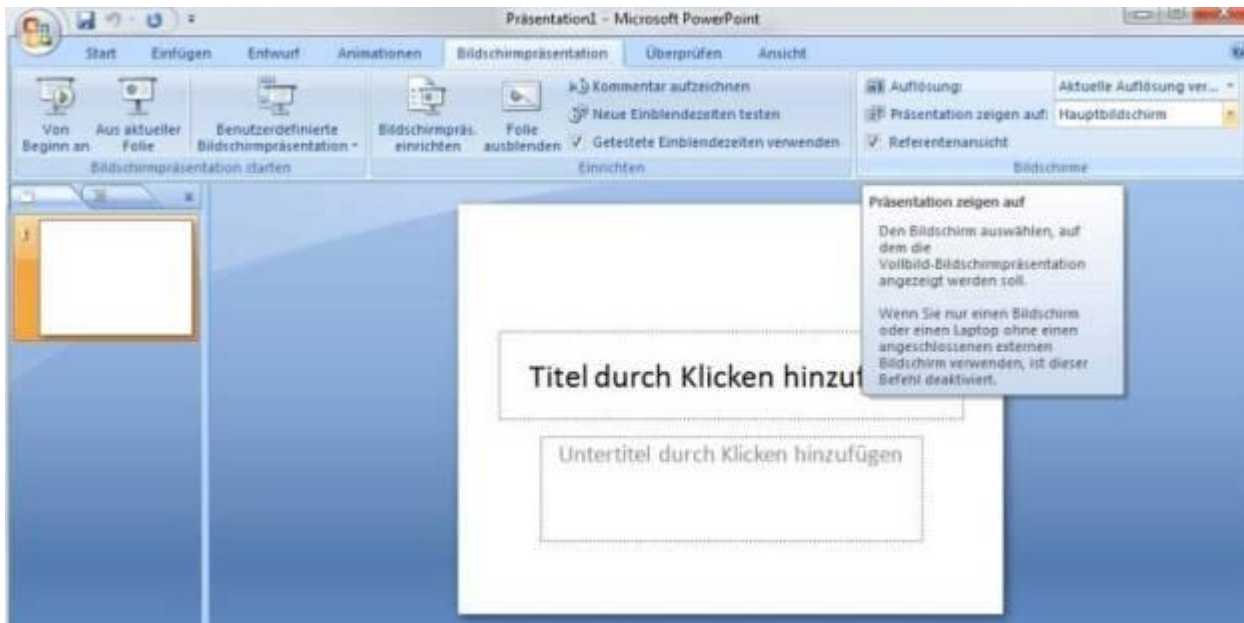 Präsentation1 - Microsoft PowerPoint
Start Einfügen Entwurf Animationen Bildschirmpräsentation Überprüfen Ansicht
Von Beginn an
Aus aktueller Folie
Benutzerdefinierte Bildschirmpräsentation
Bildschirmpräsentation starten
Bildschirmpräs. einrichten
Folie ausblenden
Kommentar aufzeichnen
Neue Einblendezeiten testen
Getestete Einblendezeiten verwenden
Einrichten
Auflösung: Aktuelle Auflösung ver...
Präsentation zeigen auf: Hauptbildschirm
Referentenansicht
Bildschirme
1
Präsentation zeigen auf
Den Bildschirm auswählen, auf
dem die
Vollbild-Bildschirmpräsentation
angezeigt werden soll.
Wenn Sie nur einen Bildschirm
oder einen Laptop ohne einen
angeschlossenen externen
Bildschirm verwenden, ist dieser
Befehl deaktiviert.
Titel durch Klicken hinzuf
Untertitel durch Klicken hinzufügen